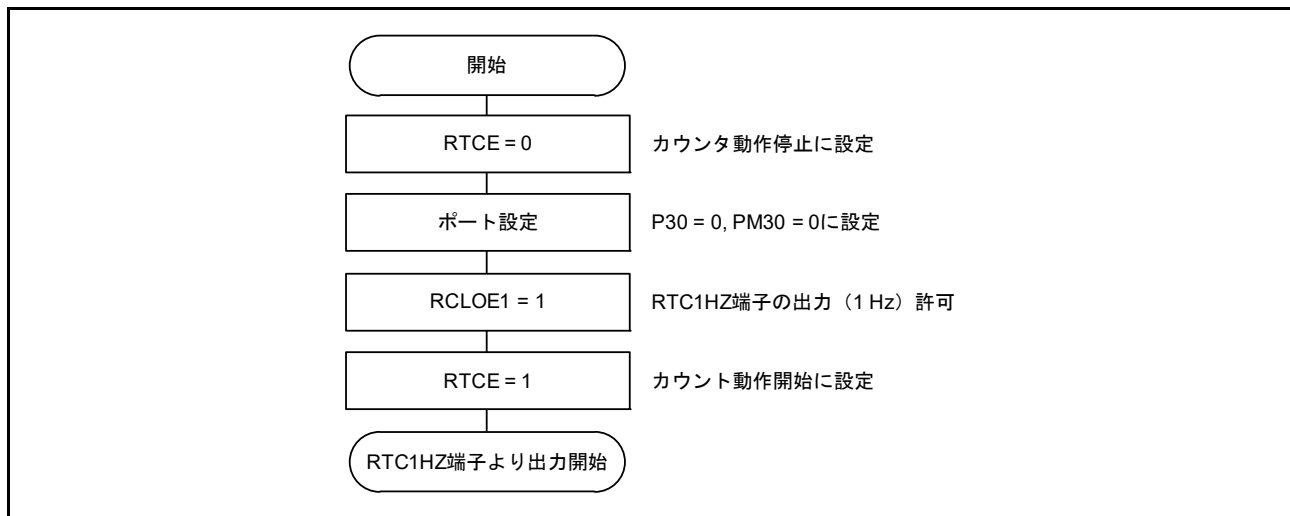 開始
RTCE = 0 カウンタ動作停止に設定
ポート設定 P30 = 0, PM30 = 0に設定
RCLOE1 = 1 RTC1HZ端子の出力（1 Hz）許可
RTCE = 1 カウント動作開始に設定
RTC1HZ端子より出力開始